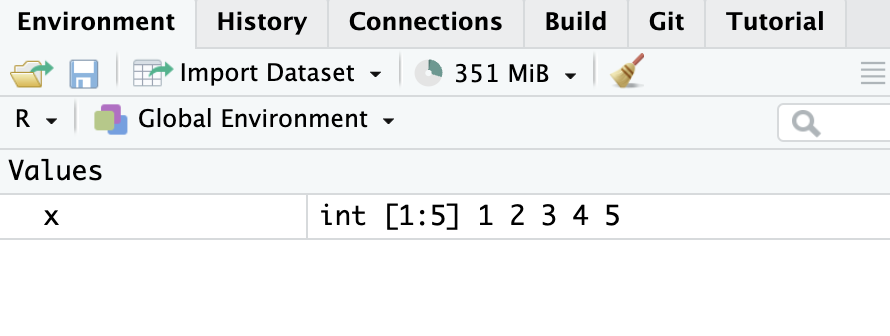 Environment History Connections Build Git Tutorial
Import Dataset 351 MiB
R Global Environment
Values
x int [1:5] 1 2 3 4 5